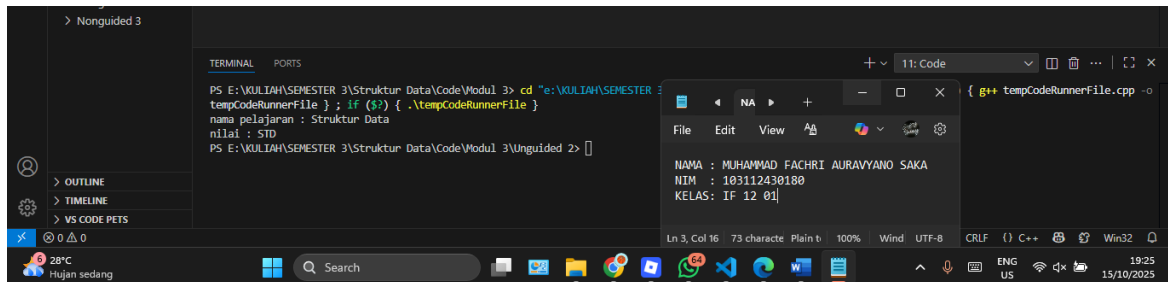 Nonguided 3
TERMINAL PORTS
11: Code
PS E:\KULIAH\SEMESTER 3\Struktur Data\Code\Modul 3> cd "e:\KULIAH\SEMESTER 3
{ g++ tempCodeRunnerFile.cpp -o
tempCodeRunnerFile } ; if ($?) { .\tempCodeRunnerFile }
nama pelajaran : Struktur Data
nilai : STD
PS E:\KULIAH\SEMESTER 3\Struktur Data\Code\Modul 3\Unguided 2>
NA
File Edit View
NAMA : MUHAMMAD FACHRI AURAVYANO SAKA
NIM : 103112430180
KELAS: IF 12 01
Ln 3, Col 16 73 characte Plain t 100% Wind UTF-8
OUTLINE
TIMELINE
VS CODE PETS
0 0
CRLF {} C++ Win32
6
28°C
Hujan sedang
Search
64
ENG
US
19:25
15/10/2025